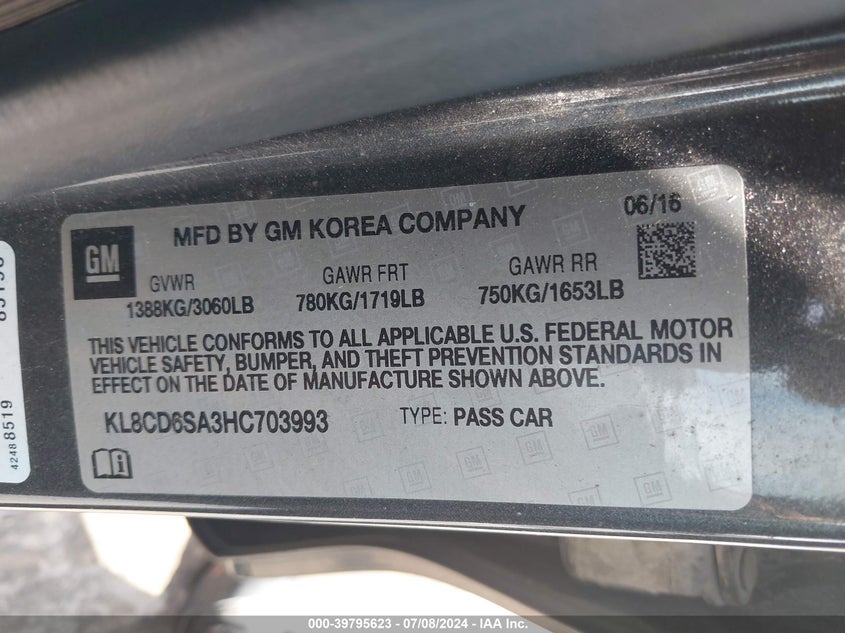 MFD BY GM KOREA COMPANY
06/16
GM
GVWR
1388KG/3060LB
GAWR FRT
780KG/1719LB
GAWR RR
750KG/1653LB
THIS VEHICLE CONFORMS TO ALL APPLICABLE U.S. FEDERAL MOTOR
VEHICLE SAFETY, BUMPER, AND THEFT PREVENTION STANDARDS IN
EFFECT ON THE DATE OF MANUFACTURE SHOWN ABOVE.
KL8CD6SA3HC703993
TYPE: PASS CAR
4248 8519
000-39795623 - 07/08/2024 - IAA Inc.